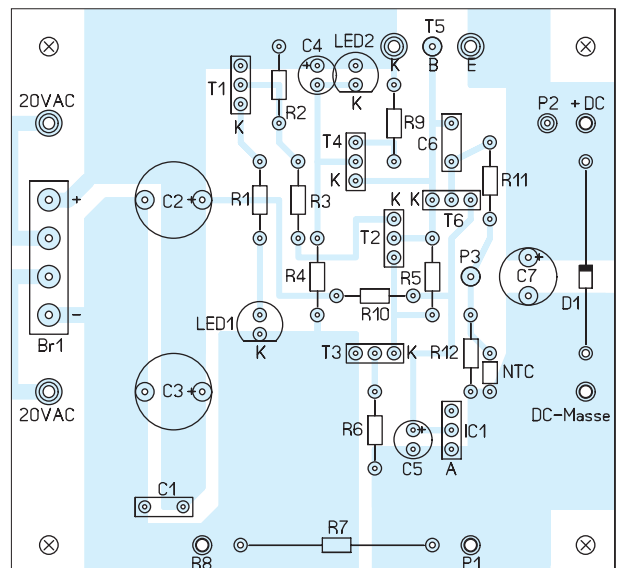 T5
C4 LED2
K B E
T1
K
R2
K
20VAC
P2 + DC
R9
T4
C6
K
R11
R1
R3
C2 +
K K
T6
T2
+
P3
R4
R5
C7
D1
R10
LED1
K
−
Br1
T3 K
R12
NTC
20VAC
C3 +
DC-Masse
R6
+
IC1
C5 A
C1
R7
R8
P1